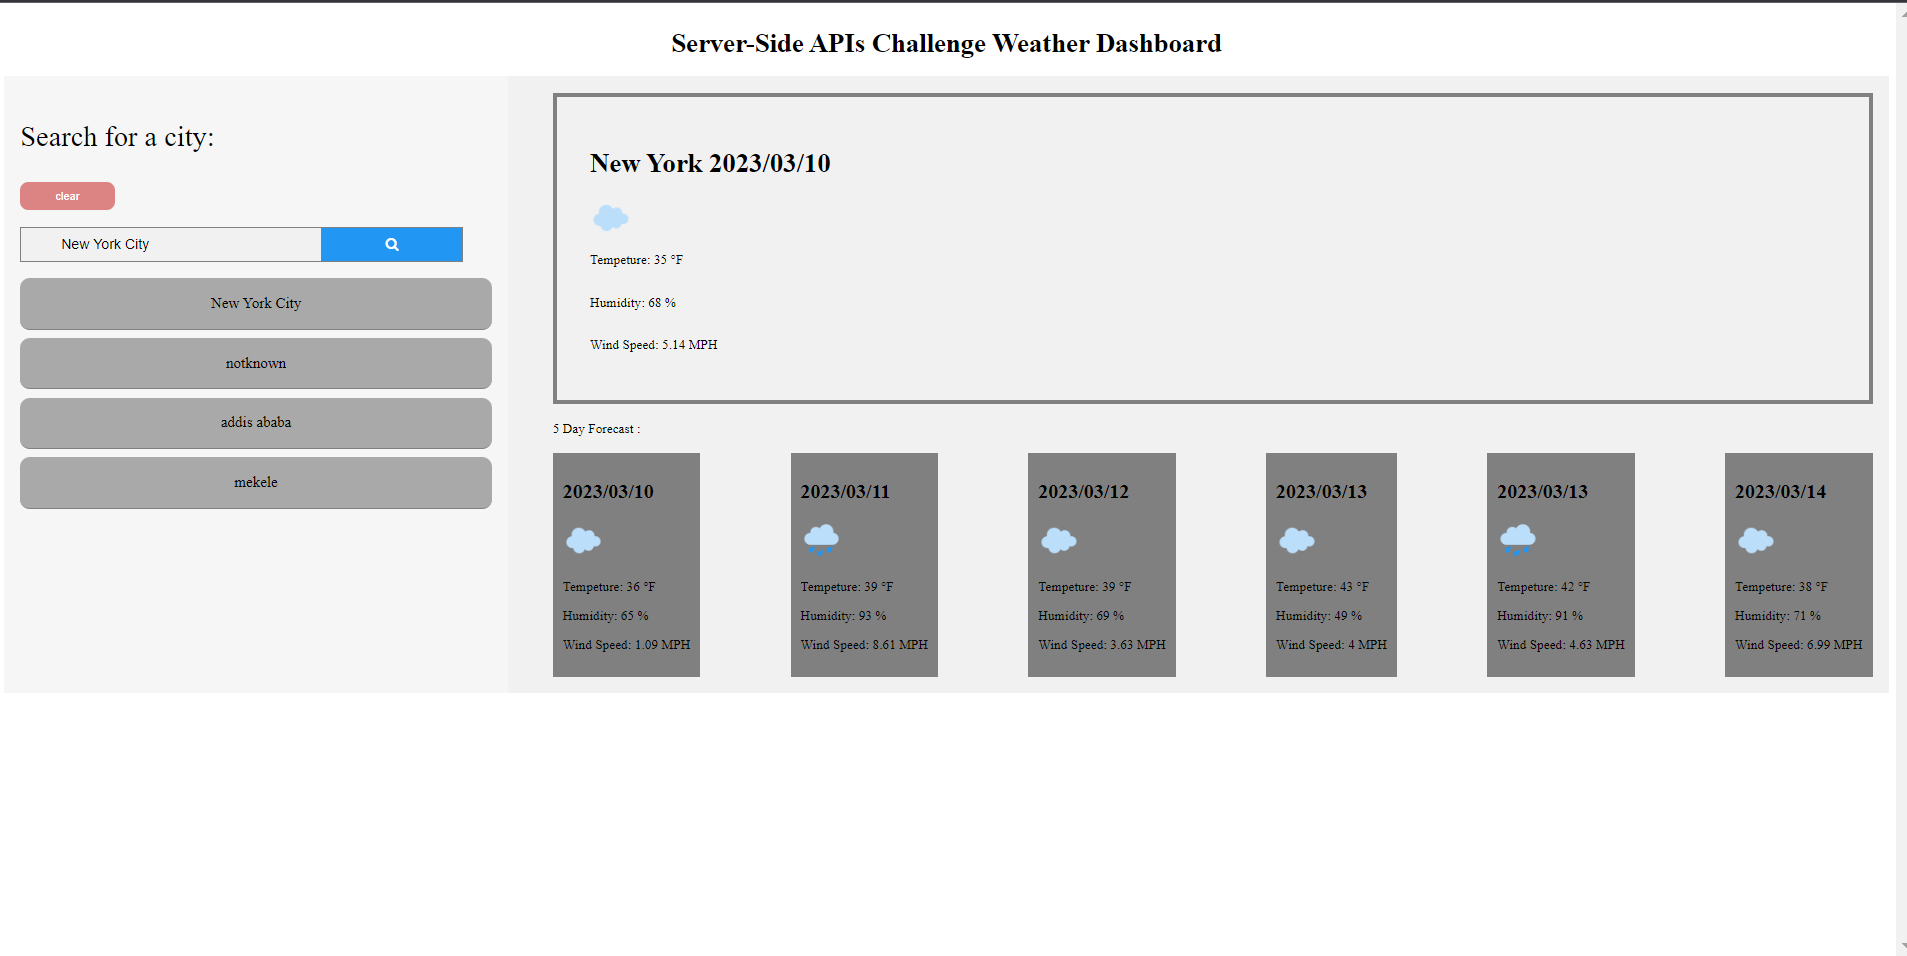 Server-Side APIs Challenge Weather Dashboard
Search for a city:
clear
New York City
New York City
notknown
addis ababa
mekele
New York 2023/03/10
Tempeture: 35 °F
Humidity: 68 %
Wind Speed: 5.14 MPH
5 Day Forecast :
2023/03/10
Tempeture: 36 °F
Humidity: 65 %
Wind Speed: 1.09 MPH
2023/03/11
Tempeture: 39 °F
Humidity: 93 %
Wind Speed: 8.61 MPH
2023/03/12
Tempeture: 39 °F
Humidity: 69 %
Wind Speed: 3.63 MPH
2023/03/13
Tempeture: 43 °F
Humidity: 49 %
Wind Speed: 4 MPH
2023/03/13
Tempeture: 42 °F
Humidity: 91 %
Wind Speed: 4.63 MPH
2023/03/14
Tempeture: 38 °F
Humidity: 71 %
Wind Speed: 6.99 MPH